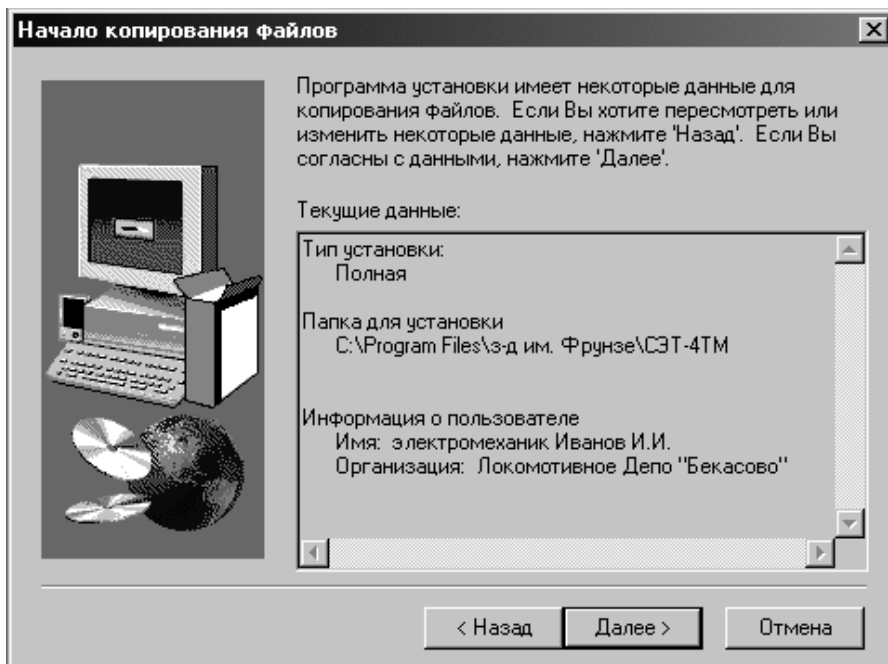 Начало копирования файлов
Программа установки имеет некоторые данные для
копирования файлов. Если Вы хотите пересмотреть или
изменить некоторые данные, нажмите 'Назад'. Если Вы
согласны с данными, нажмите 'Далее'.
Текущие данные:
Тип установки:
Полная
Папка для установки
C:\Program Files\з-д им. Фрунзе\СЭТ-4ТМ
Информация о пользователе
Имя: электромеханик Иванов И.И.
Организация: Локомотивное Депо "Бекасово"
< Назад
Далее >
Отмена